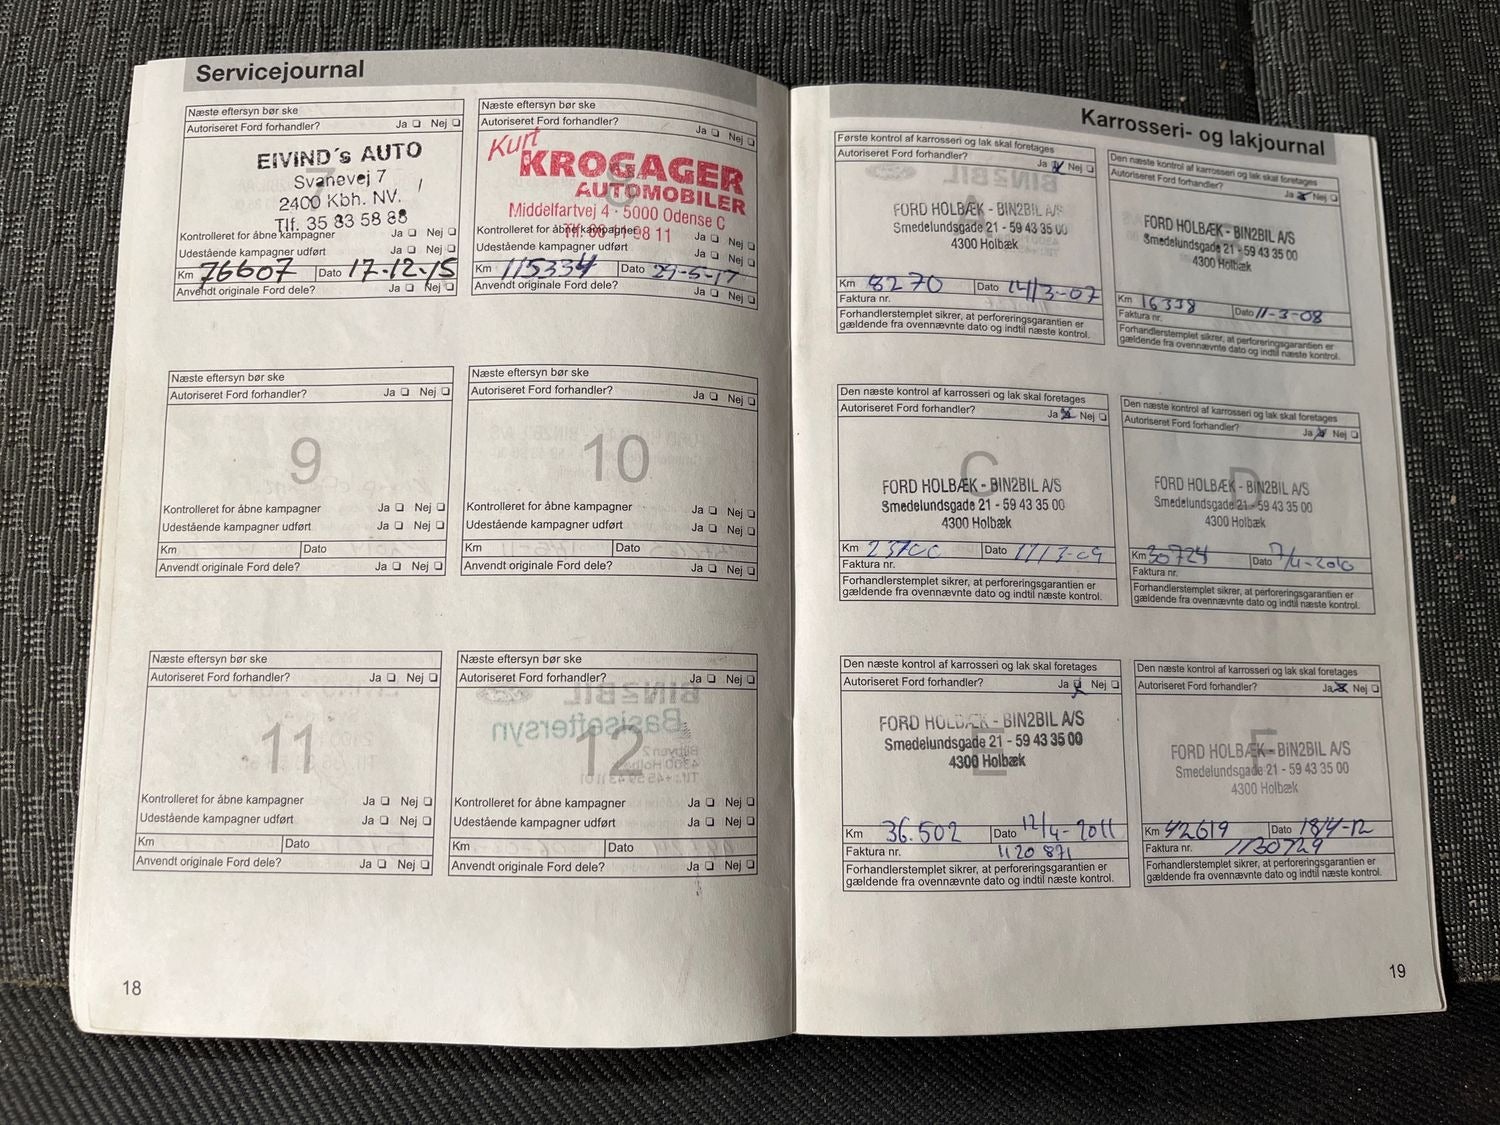 Servicejournal
Næste eftersyn bør ske
Autoriseret Ford forhandler? Ja Nej
EIVIND's AUTO
Svanevej 7
2400 Kbh. NV.
Tlf. 35 83 58 88
Kontrolleret for åbne kampagner Ja Nej
Udestående kampagner udført Ja Nej
Km 76607 Dato 17-12-15
Anvendt originale Ford dele? Ja Nej
Næste eftersyn bør ske
Autoriseret Ford forhandler? Ja Nej
8
Kurt
KROGAGER
AUTOMOBILER
Middelfartvej 4 · 5000 Odense C
Kontrolleret for åbne kampagner Ja Nej
Udestående kampagner udført Ja Nej
Km 115334 Dato 29-5-17
Anvendt originale Ford dele? Ja Nej
Næste eftersyn bør ske
Autoriseret Ford forhandler? Ja Nej
9
Kontrolleret for åbne kampagner Ja Nej
Udestående kampagner udført Ja Nej
Km Dato
Anvendt originale Ford dele? Ja Nej
Næste eftersyn bør ske
Autoriseret Ford forhandler? Ja Nej
10
Kontrolleret for åbne kampagner Ja Nej
Udestående kampagner udført Ja Nej
Km Dato
Anvendt originale Ford dele? Ja Nej
Næste eftersyn bør ske
Autoriseret Ford forhandler? Ja Nej
11
Kontrolleret for åbne kampagner Ja Nej
Udestående kampagner udført Ja Nej
Km Dato
Anvendt originale Ford dele? Ja Nej
Næste eftersyn bør ske
Autoriseret Ford forhandler? Ja Nej
12
Kontrolleret for åbne kampagner Ja Nej
Udestående kampagner udført Ja Nej
Km Dato
Anvendt originale Ford dele? Ja Nej
18
Karrosseri- og lakjournal
Første kontrol af karrosseri og lak skal foretages
Autoriseret Ford forhandler? Ja Nej
A
FORD HOLBÆK - BIN2BIL A/S
Smedelundsgade 21 - 59 43 35 00
4300 Holbæk
Km 8270 Dato 14/3-07
Faktura nr.
Forhandlerstemplet sikrer, at perforeringsgarantien er
gældende fra ovennævnte dato og indtil næste kontrol.
Den næste kontrol af karrosseri og lak skal foretages
Autoriseret Ford forhandler? Ja Nej
FORD HOLBÆK - BIN2BIL A/S
Smedelundsgade 21 - 59 43 35 00
4300 Holbæk
Km 16338 Dato 11-3-08
Faktura nr.
Forhandlerstemplet sikrer, at perforeringsgarantien er
gældende fra ovennævnte dato og indtil næste kontrol.
Den næste kontrol af karrosseri og lak skal foretages
Autoriseret Ford forhandler? Ja Nej
C
FORD HOLBÆK - BIN2BIL A/S
Smedelundsgade 21 - 59 43 35 00
4300 Holbæk
Km 23700 Dato 17/3-09
Faktura nr.
Forhandlerstemplet sikrer, at perforeringsgarantien er
gældende fra ovennævnte dato og indtil næste kontrol.
Den næste kontrol af karrosseri og lak skal foretages
Autoriseret Ford forhandler? Ja Nej
D
FORD HOLBÆK - BIN2BIL A/S
Smedelundsgade 21 - 59 43 35 00
4300 Holbæk
Km 30724 Dato 7/4-2010
Faktura nr.
Forhandlerstemplet sikrer, at perforeringsgarantien er
gældende fra ovennævnte dato og indtil næste kontrol.
Den næste kontrol af karrosseri og lak skal foretages
Autoriseret Ford forhandler? Ja Nej
E
FORD HOLBÆK - BIN2BIL A/S
Smedelundsgade 21 - 59 43 35 00
4300 Holbæk
Km 36.502 Dato 12/4-2011
Faktura nr. 1120871
Forhandlerstemplet sikrer, at perforeringsgarantien er
gældende fra ovennævnte dato og indtil næste kontrol.
Den næste kontrol af karrosseri og lak skal foretages
Autoriseret Ford forhandler? Ja Nej
F
FORD HOLBÆK - BIN2BIL A/S
Smedelundsgade 21 - 59 43 35 00
4300 Holbæk
Km 42619 Dato 18/4-12
Faktura nr. 1130729
Forhandlerstemplet sikrer, at perforeringsgarantien er
gældende fra ovennævnte dato og indtil næste kontrol.
19